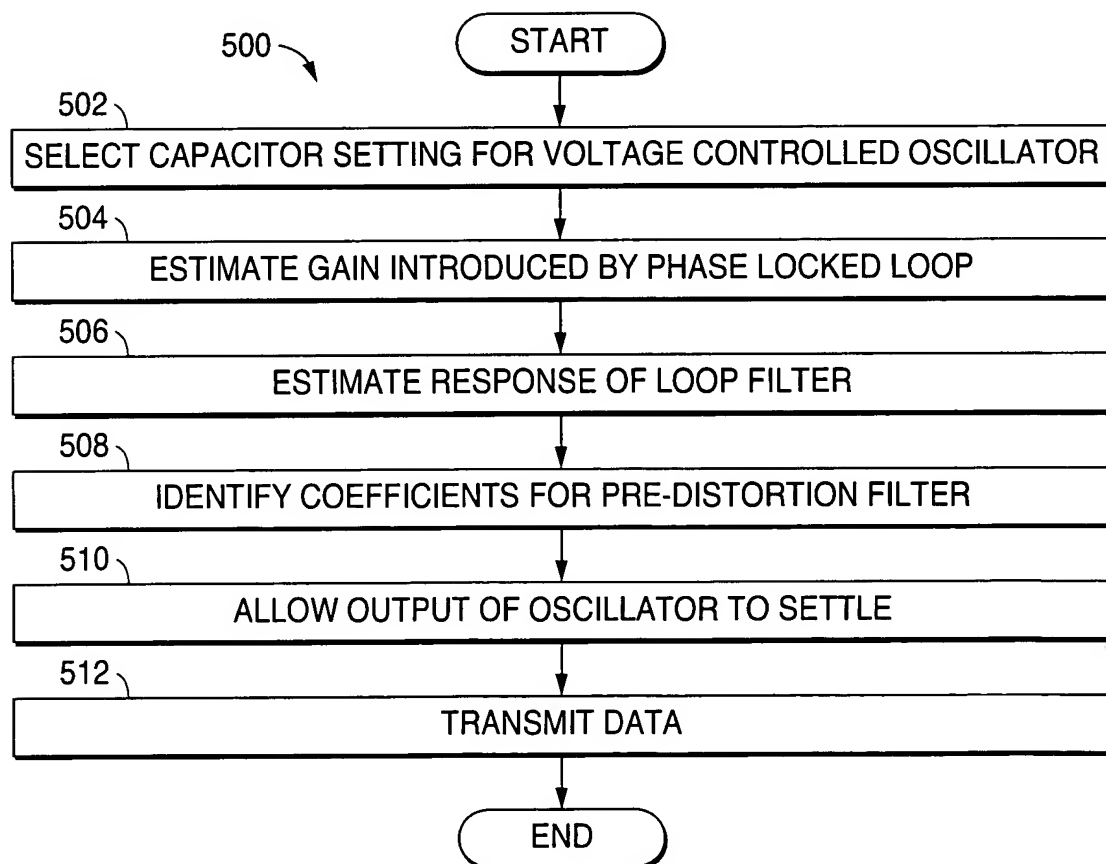 START
500
502
SELECT CAPACITOR SETTING FOR VOLTAGE CONTROLLED OSCILLATOR
504
ESTIMATE GAIN INTRODUCED BY PHASE LOCKED LOOP
506
ESTIMATE RESPONSE OF LOOP FILTER
508
IDENTIFY COEFFICIENTS FOR PRE-DISTORTION FILTER
510
ALLOW OUTPUT OF OSCILLATOR TO SETTLE
512
TRANSMIT DATA
END